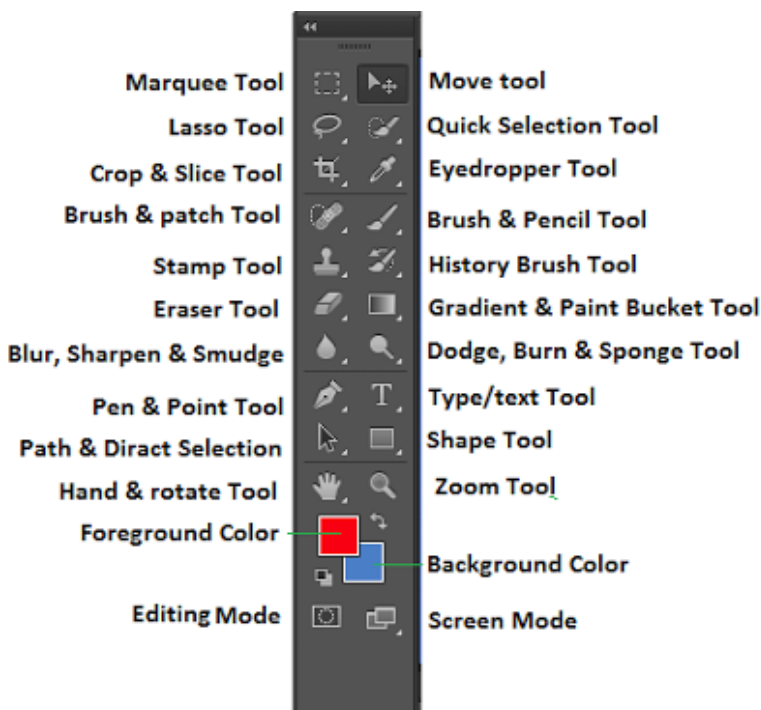 Marquee Tool
Move tool
Lasso Tool
Quick Selection Tool
Crop & Slice Tool
Eyedropper Tool
Brush & patch Tool
Brush & Pencil Tool
Stamp Tool
History Brush Tool
Eraser Tool
Gradient & Paint Bucket Tool
Blur, Sharpen & Smudge
Dodge, Burn & Sponge Tool
Pen & Point Tool
Type/text Tool
Path & Diract Selection
Shape Tool
Hand & rotate Tool
Zoom Tool
Foreground Color
Background Color
Editing Mode
Screen Mode